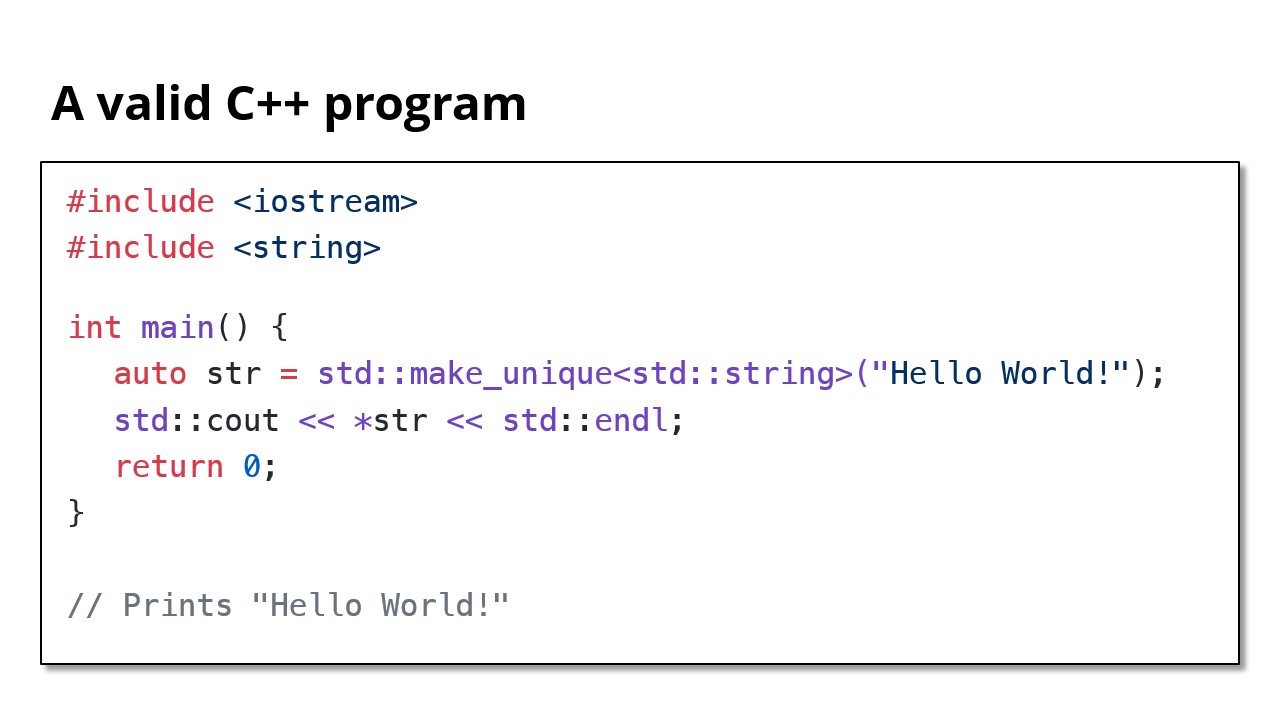 A valid C++ program
#include <iostream>
#include <string>
int main() {
auto str = std::make_unique<std::string>("Hello World!");
std::cout << *str << std::endl;
return 0;
}
// Prints "Hello World!"